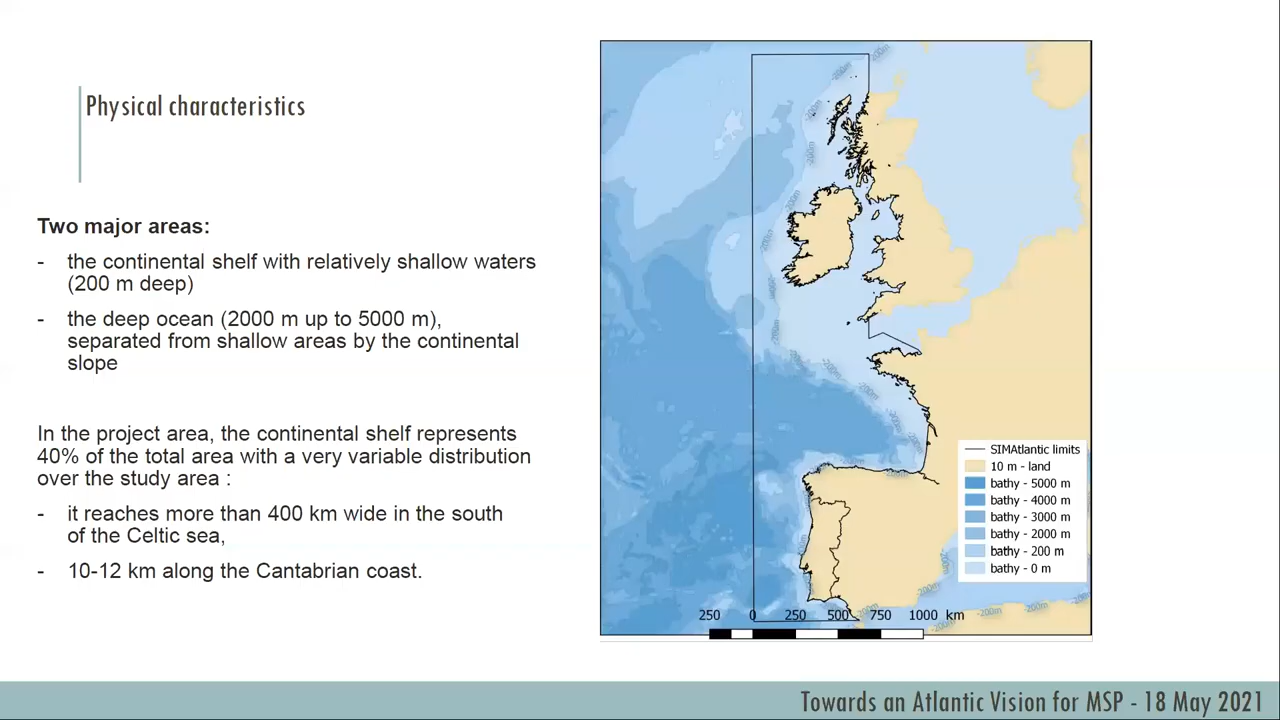 Physical characteristics
Two major areas:
- the continental shelf with relatively shallow waters
(200 m deep)
- the deep ocean (2000 m up to 5000 m),
separated from shallow areas by the continental
slope
In the project area, the continental shelf represents
40% of the total area with a very variable distribution
over the study area :
- it reaches more than 400 km wide in the south
of the Celtic sea,
- 10-12 km along the Cantabrian coast.
SIMAtlantic limits
10 m - land
bathy - 5000 m
bathy - 4000 m
bathy - 3000 m
bathy - 2000 m
bathy - 200 m
bathy - 0 m
-200m
-200m
-200m
250 0 250 500 750 1000 km
Towards an Atlantic Vision for MSP - 18 May 2021